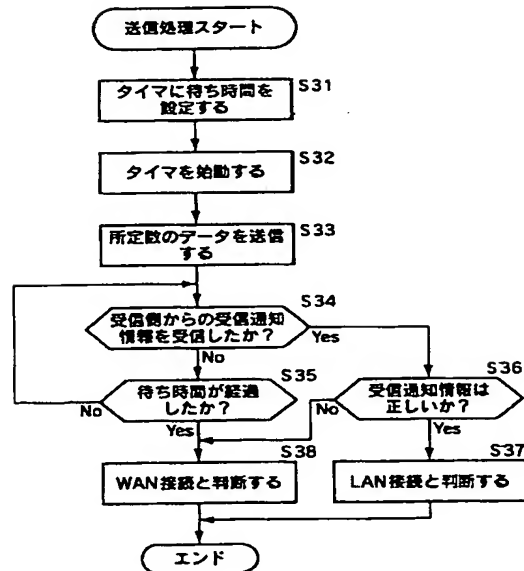 送信処理スタート
タイマに待ち時間を
設定する
S31
タイマを始動する
S32
所定数のデータを送信
する
S33
受信側からの受信通知
情報を受信したか？
S34
Yes
No
待ち時間が経過
したか？
S35
No
Yes
受信通知情報は
正しいか？
S36
No
Yes
WAN接続と判断する
S38
LAN接続と判断する
S37
エンド